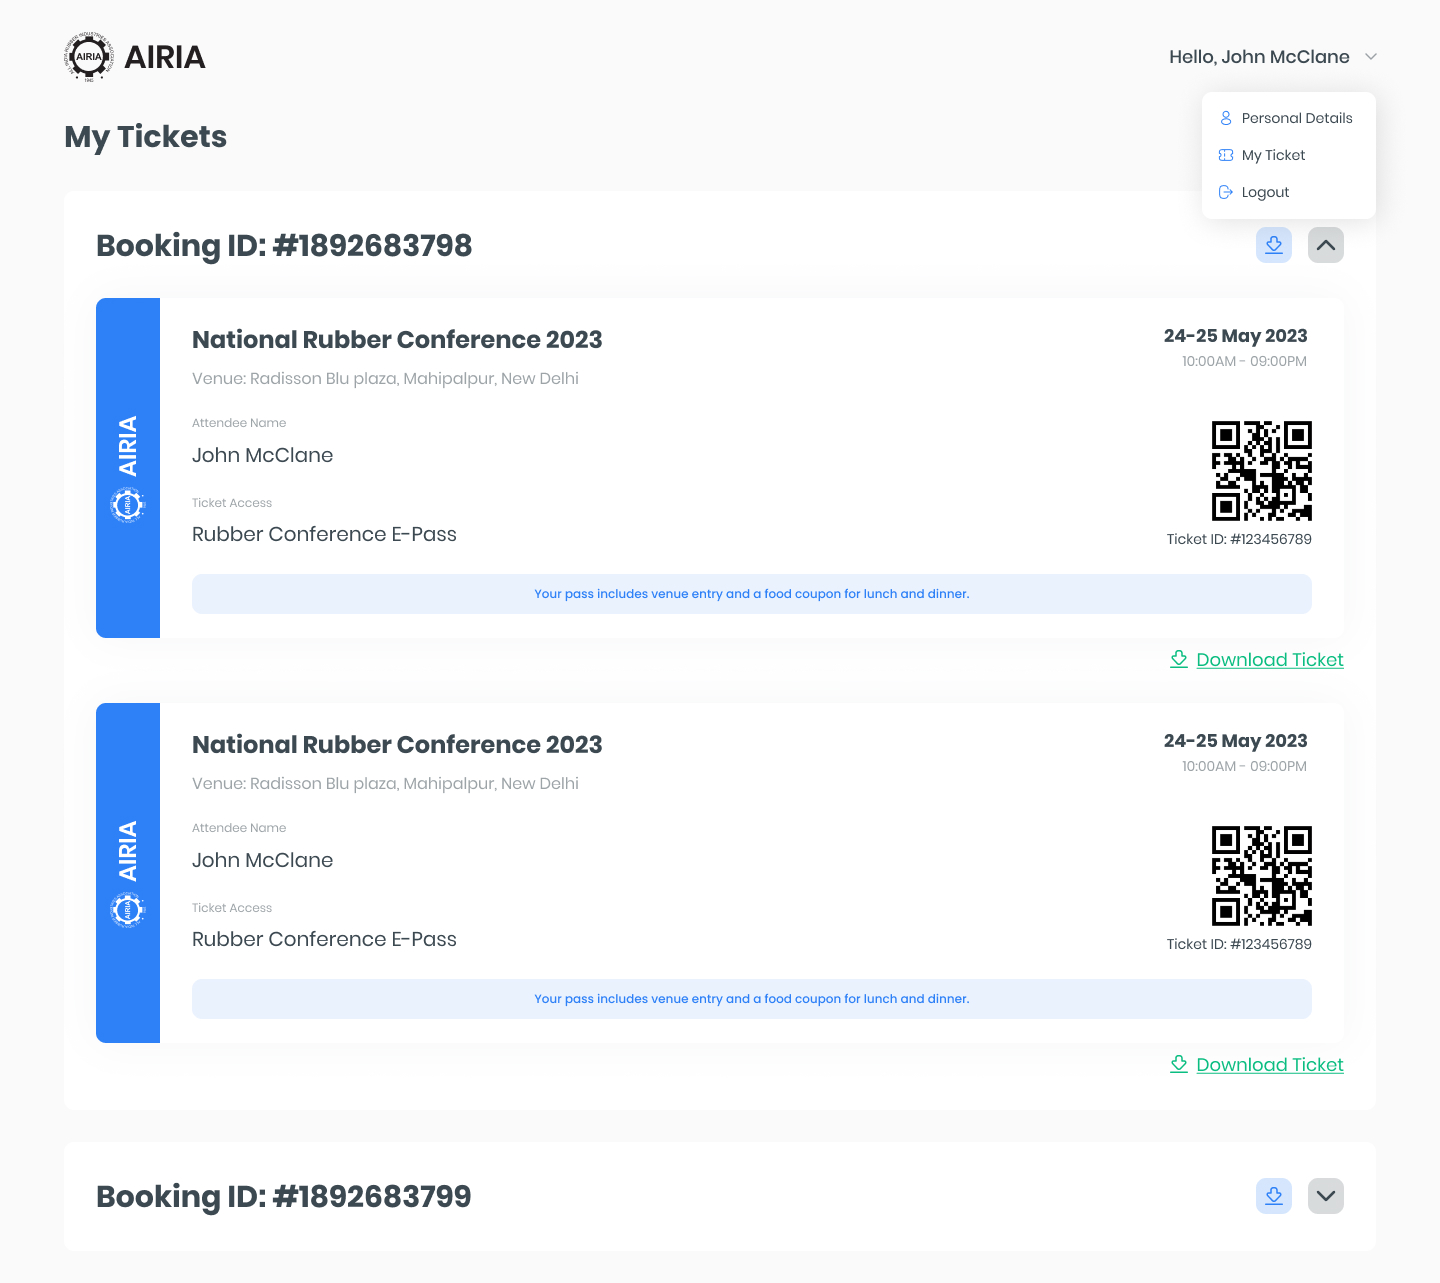 AIRIA AIRIA
Hello, John McClane
Personal Details
My Ticket
Logout
My Tickets
Booking ID: #1892683798
AIRIA AIRIA
National Rubber Conference 2023
Venue: Radisson Blu plaza, Mahipalpur, New Delhi
24-25 May 2023
10:00AM - 09:00PM
Attendee Name
John McClane
Ticket Access
Rubber Conference E-Pass
Ticket ID: #123456789
Your pass includes venue entry and a food coupon for lunch and dinner.
Download Ticket
AIRIA AIRIA
National Rubber Conference 2023
Venue: Radisson Blu plaza, Mahipalpur, New Delhi
24-25 May 2023
10:00AM - 09:00PM
Attendee Name
John McClane
Ticket Access
Rubber Conference E-Pass
Ticket ID: #123456789
Your pass includes venue entry and a food coupon for lunch and dinner.
Download Ticket
Booking ID: #1892683799